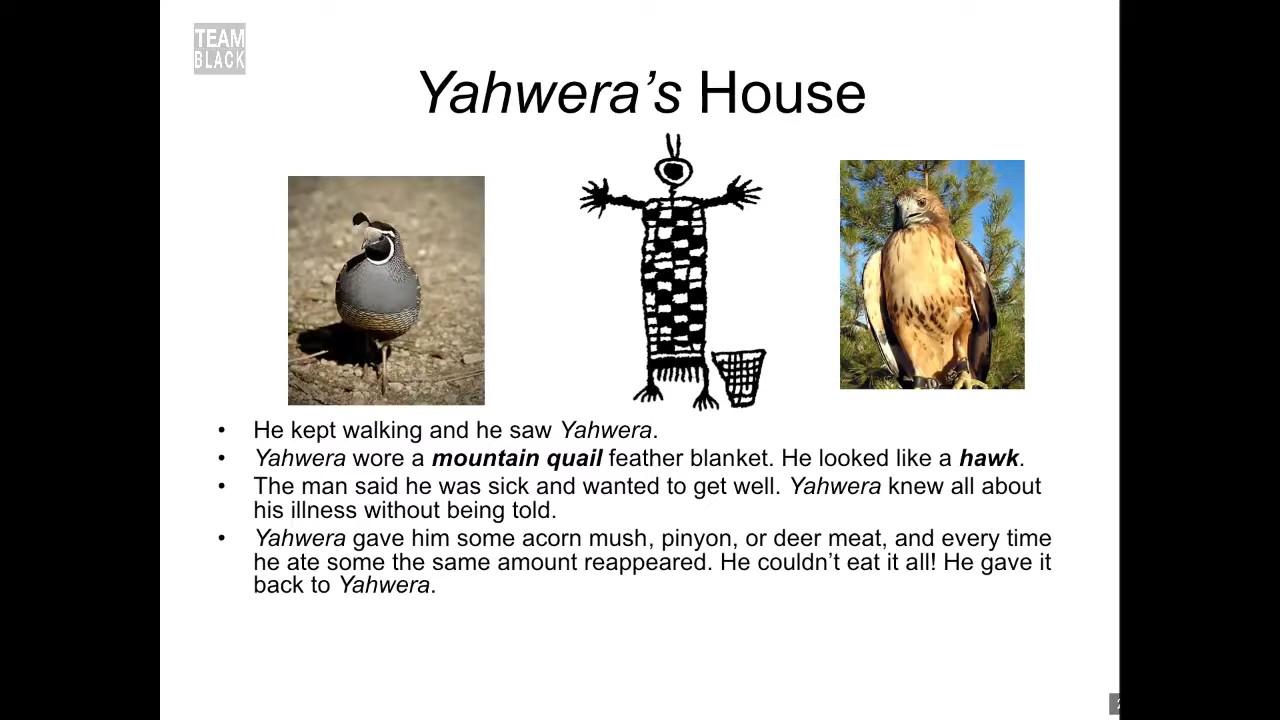 TEAM
BLACK
Yahwera’s House
• He kept walking and he saw Yahwera.
• Yahwera wore a mountain quail feather blanket. He looked like a hawk.
• The man said he was sick and wanted to get well. Yahwera knew all about
his illness without being told.
• Yahwera gave him some acorn mush, pinyon, or deer meat, and every time
he ate some the same amount reappeared. He couldn’t eat it all! He gave it
back to Yahwera.